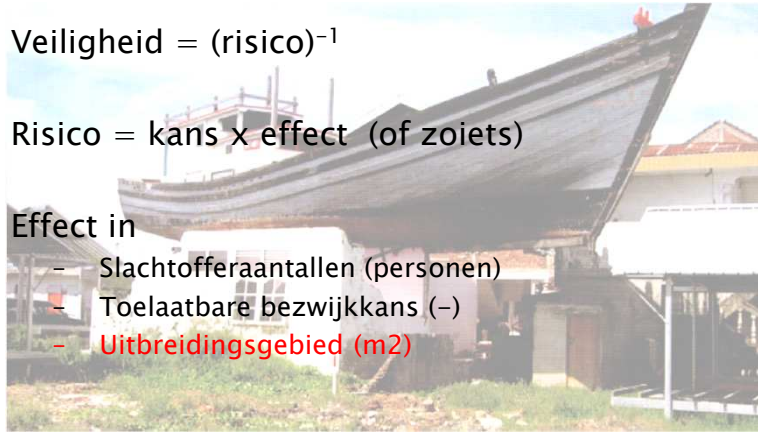 Veiligheid = (risico)⁻¹
Risico = kans x effect (of zoiets)
Effect in
– Slachtofferaantallen (personen)
– Toelaatbare bezwijkkans (–)
– Uitbreidingsgebied (m2)